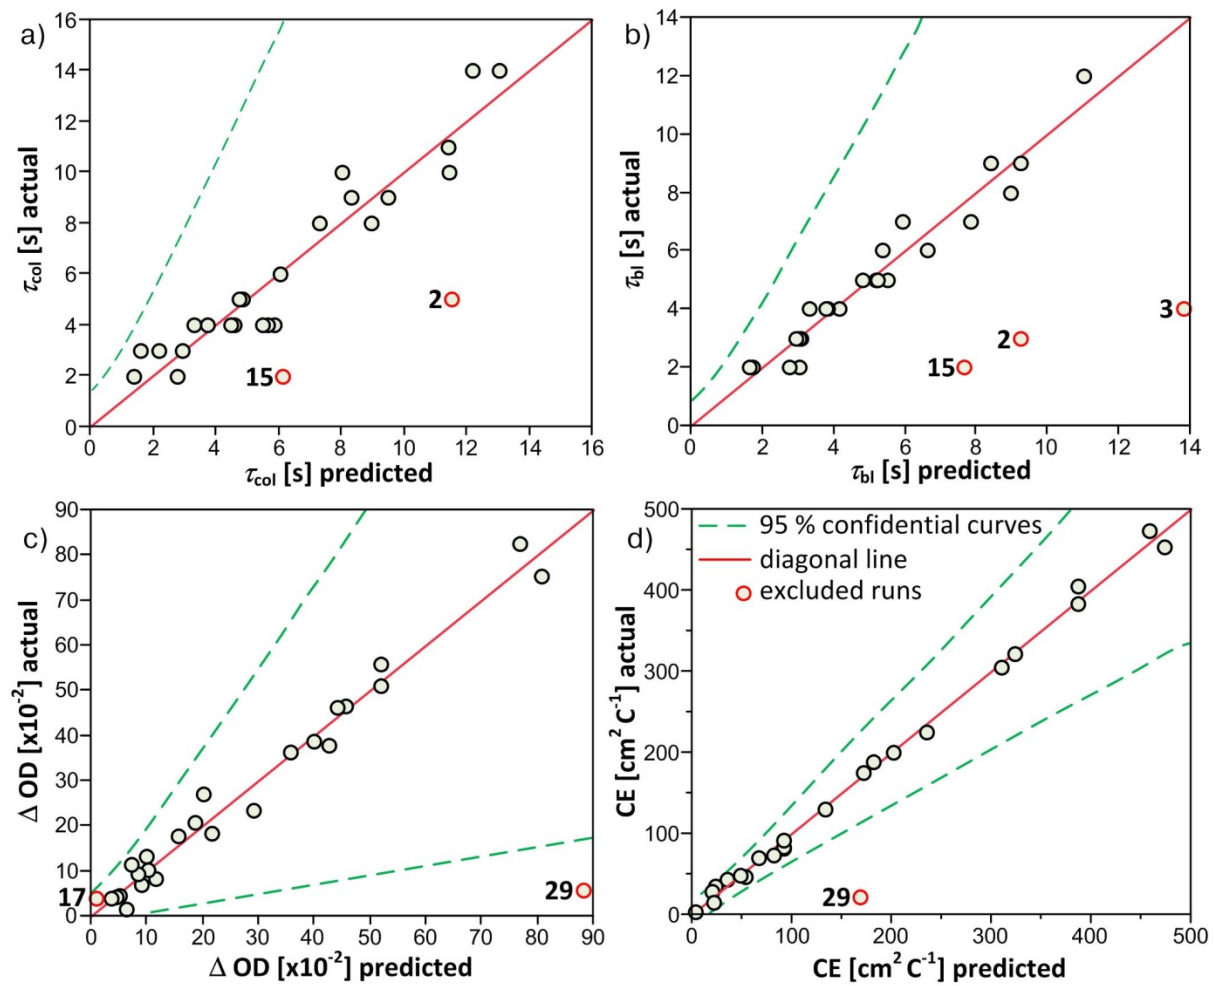 a)
16
14
12
10
8
6
4
2
0
τcol [s] actual
2
15
0 2 4 6 8 10 12 14 16
τcol [s] predicted
b)
14
12
10
8
6
4
2
0
τbl [s] actual
3
2
15
2 4 6 8 10 12 14
τbl [s] predicted
c)
90
80
70
60
50
40
30
20
10
0
Δ OD [x10⁻²] actual
17
29
0 10 20 30 40 50 60 70 80 90
Δ OD [x10⁻²] predicted
d)
500
400
300
200
100
0
CE [cm² C⁻¹] actual
95 % confidential curves
diagonal line
excluded runs
29
100 200 300 400 500
CE [cm² C⁻¹] predicted